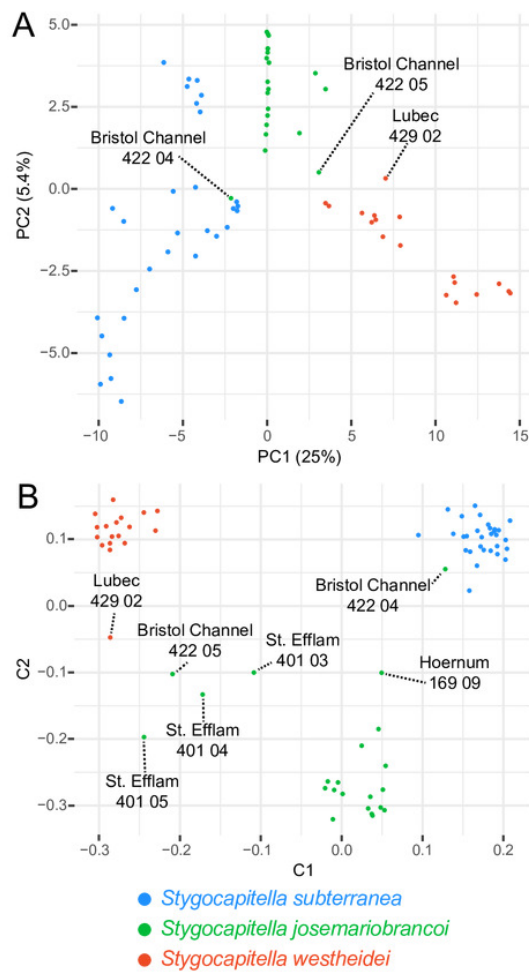 A
5.0
2.5
0.0
−2.5
−5.0
PC2 (5.4%)
Bristol Channel
422 05
Lubec
429 02
Bristol Channel
422 04
−10
−5
0
5
10
15
PC1 (25%)
B
0.1
0.0
−0.1
−0.2
−0.3
C2
Lubec
429 02
Bristol Channel
422 04
Bristol Channel
422 05
St. Efflam
401 03
Hoernum
169 09
St. Efflam
401 04
St. Efflam
401 05
−0.3
−0.2
−0.1
0.0
0.1
0.2
C1
Stygocapitella subterranea
Stygocapitella josemariobrancoi
Stygocapitella westheidei